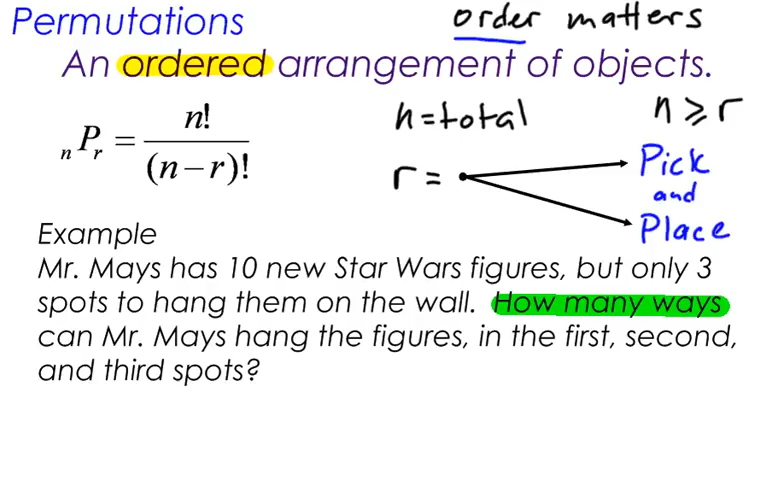 Permutations
order matters
An ordered arrangement of objects.
nPr = n! / (n-r)!
n = total
n ≥ r
r =
Pick
and
Place
Example
Mr. Mays has 10 new Star Wars figures, but only 3
spots to hang them on the wall. How many ways
can Mr. Mays hang the figures, in the first, second,
and third spots?